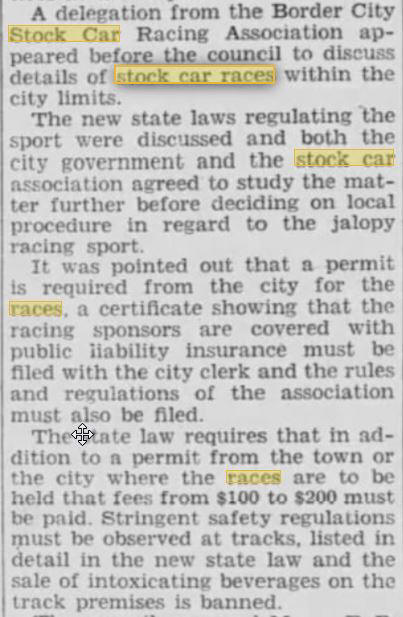 A delegation from the Border City
Stock Car Racing Association ap-
peared before the council to discuss
details of stock car races within the
city limits.
The new state laws regulating the
sport were discussed and both the
city government and the stock car
association agreed to study the mat-
ter further before deciding on local
procedure in regard to the jalopy
racing sport.
It was pointed out that a permit
is required from the city for the
races, a certificate showing that the
racing sponsors are covered with
public liability insurance must be
filed with the city clerk and the rules
and regulations of the association
must also be filed.
The state law requires that in ad-
dition to a permit from the town or
the city where the races are to be
held that fees from $100 to $200 must
be paid. Stringent safety regulations
must be observed at tracks, listed in
detail in the new state law and the
sale of intoxicating beverages on the
track premises is banned.